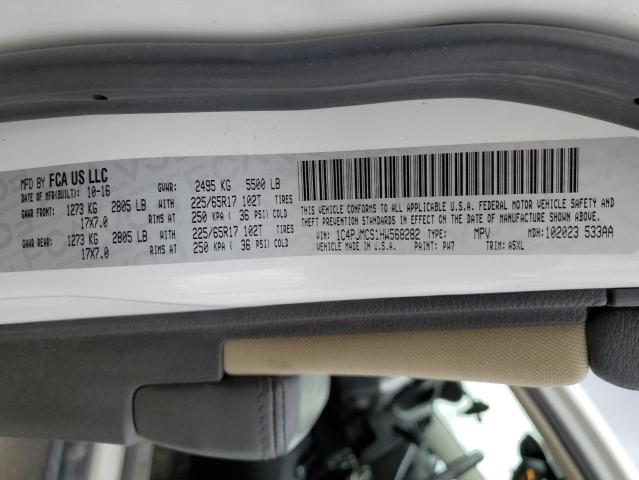 MFD BY FCA US LLC
DATE OF MFR(BUILT): 10-16 GVWR: 2495 KG 5500 LB
GAWR FRONT: 1273 KG 2805 LB WITH 225/65R17 102T TIRES
17X7.0 RIMS AT 250 KPA ( 36 PSI) COLD
GAWR REAR: 1273 KG 2805 LB WITH 225/65R17 102T TIRES
17X7.0 RIMS AT 250 KPA ( 36 PSI) COLD
THIS VEHICLE CONFORMS TO ALL APPLICABLE U.S.A. FEDERAL MOTOR VEHICLE SAFETY AND
THEFT PREVENTION STANDARDS IN EFFECT ON THE DATE OF MANUFACTURE SHOWN ABOVE.
VIN: 1C4PJMCS1HW568282 TYPE: MPV MDH: 102023 533AA
VEHICLE MADE IN U.S.A. PAINT: PW7 TRIM: A5XL